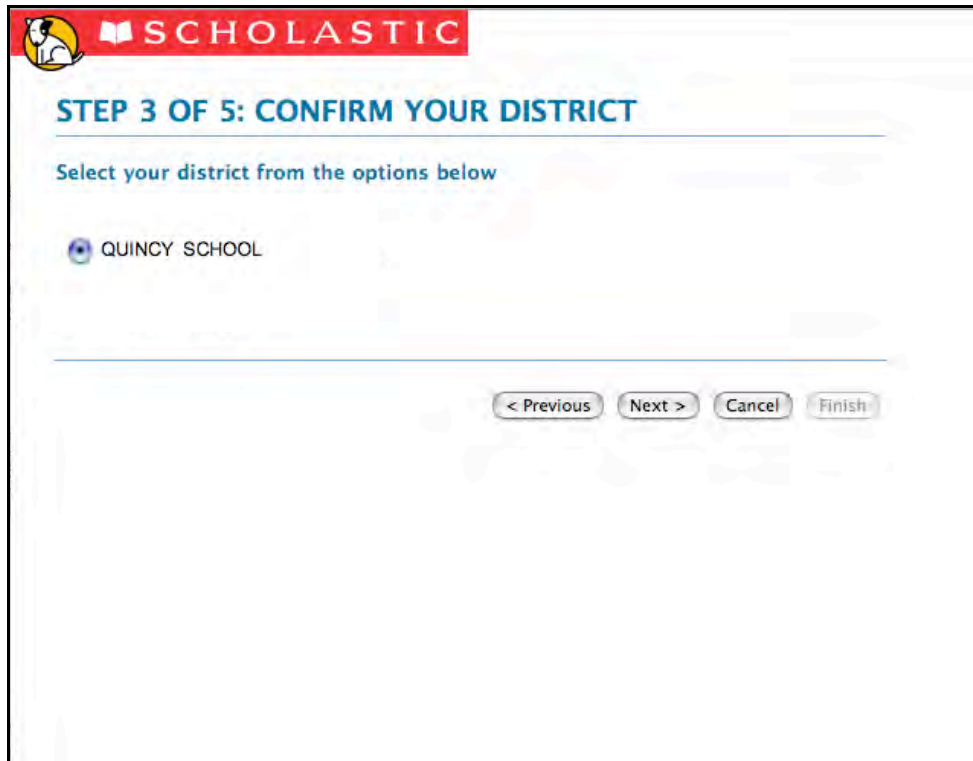 SCHOLASTIC
STEP 3 OF 5: CONFIRM YOUR DISTRICT
Select your district from the options below
QUINCY SCHOOL
< Previous Next > Cancel Finish